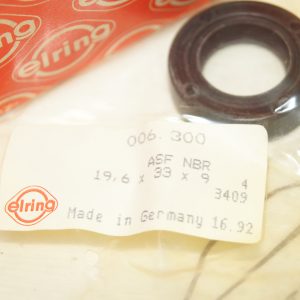 elring
006.300
ASF NBR
19,6 x 33 x 9 4
3409
elring
Made in Germany 16.92